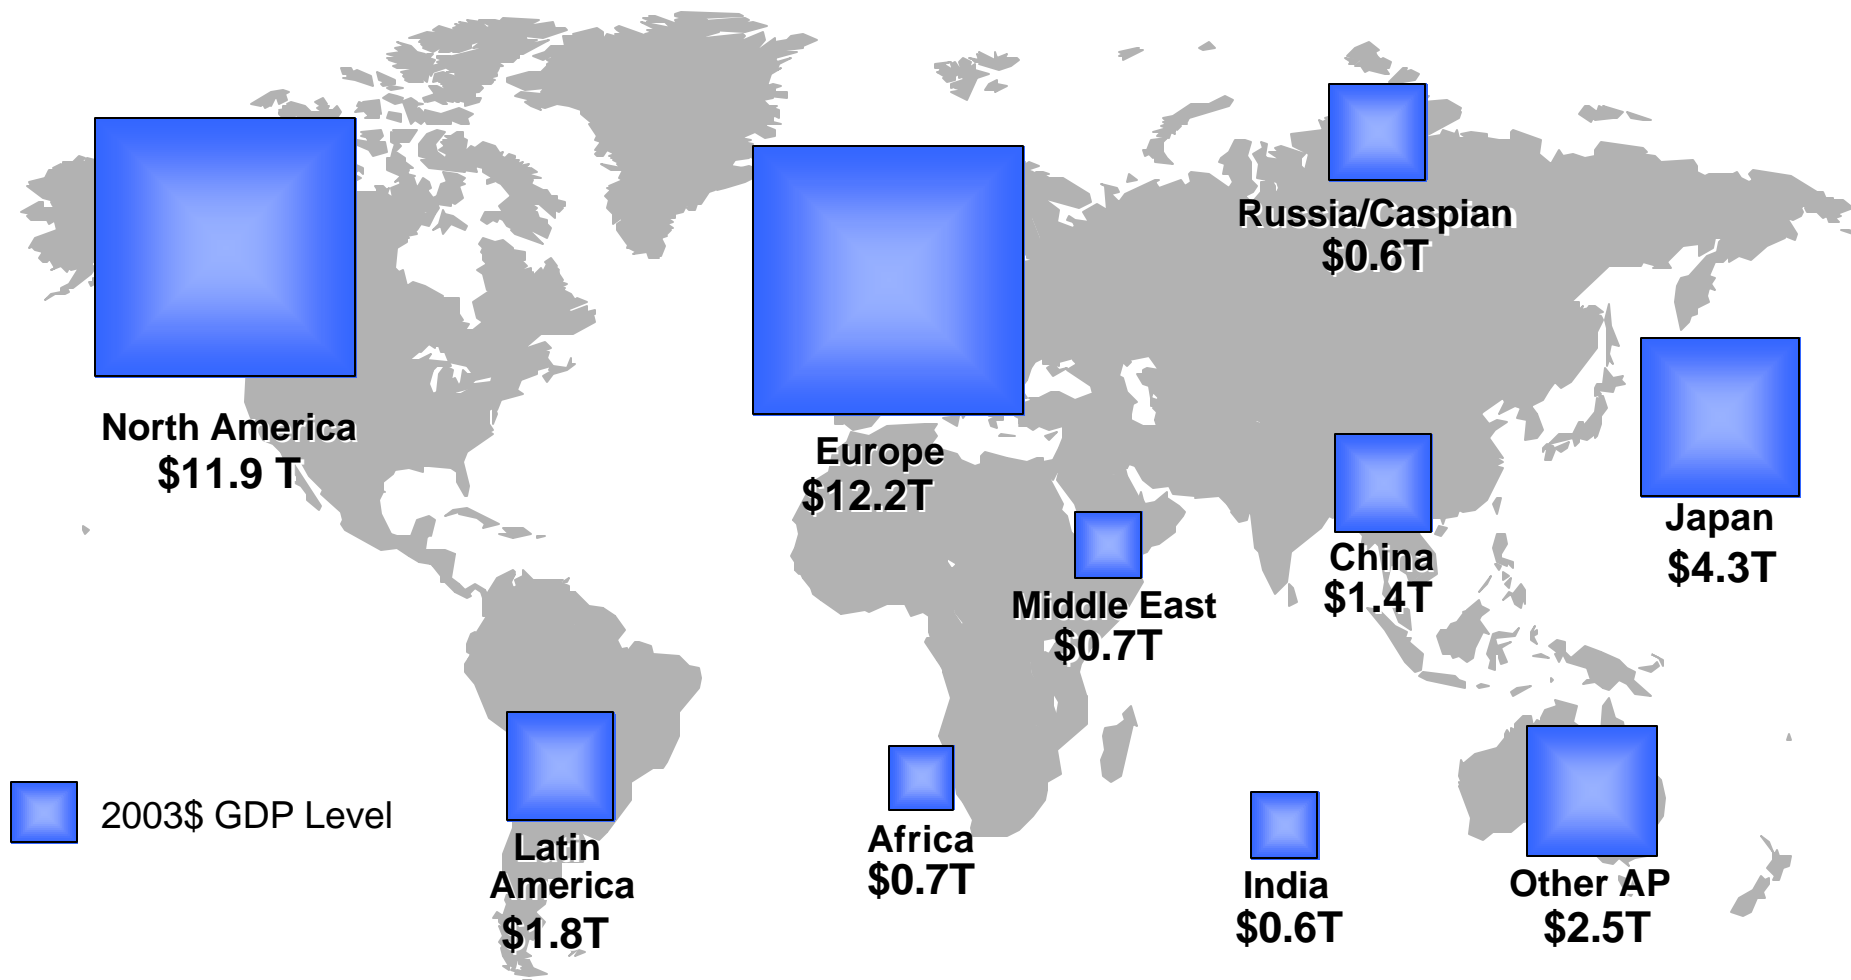 Russia/Caspian
$0.6T
North America
$11.9 T
Europe
$12.2T
Japan
$4.3T
China
$1.4T
Middle East
$0.7T
2003$ GDP Level
Latin
America
$1.8T
Africa
$0.7T
India
$0.6T
Other AP
$2.5T